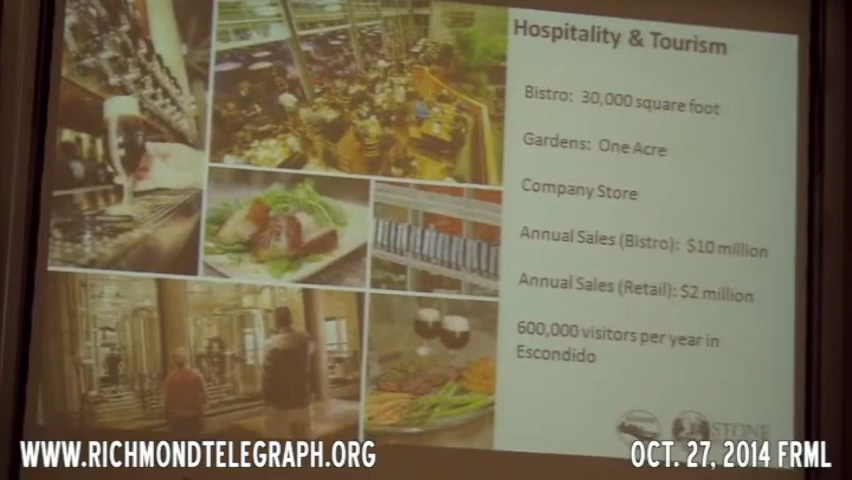 Hospitality & Tourism
Bistro: 30,000 square foot
Gardens: One Acre
Company Store
Annual Sales (Bistro): $10 million
Annual Sales (Retail): $2 million
600,000 visitors per year in
Escondido
STONE
WWW.RICHMONDTELEGRAPH.ORG
OCT. 27, 2014 FRML